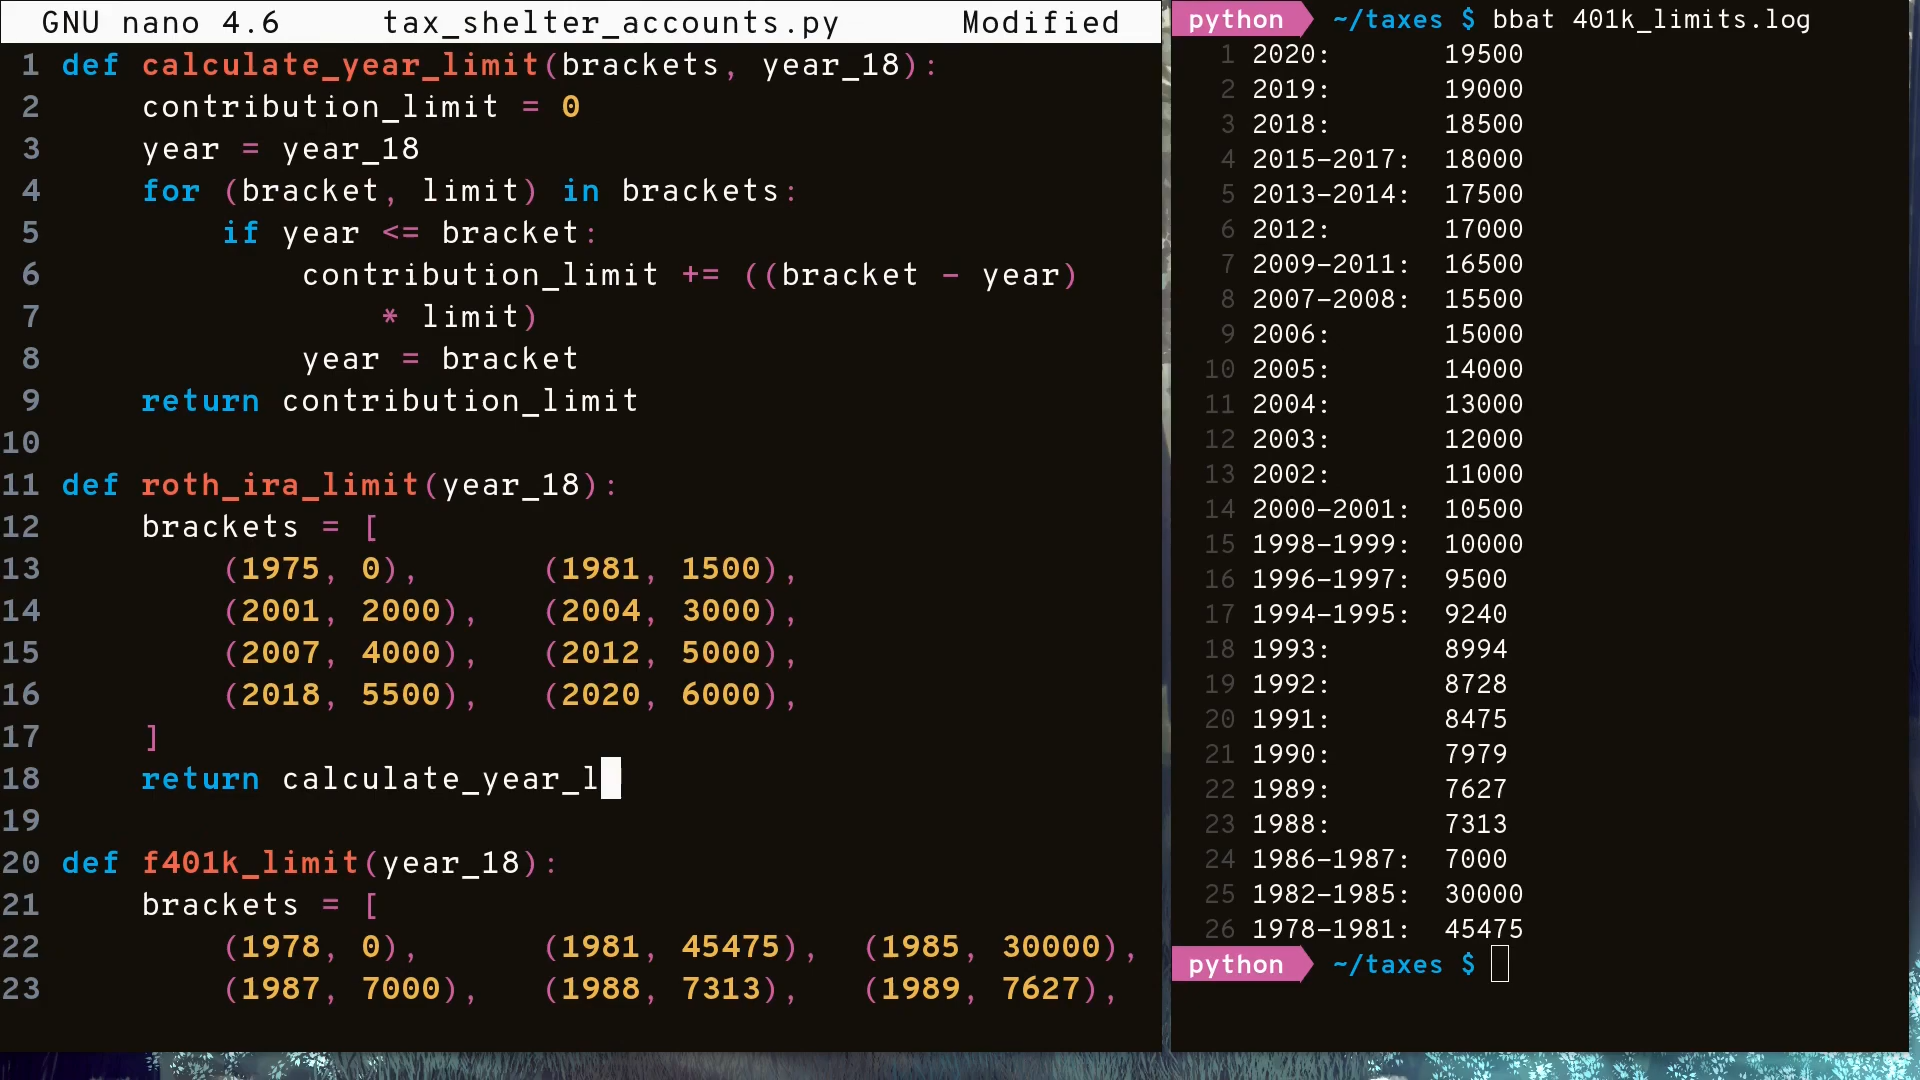 GNU nano 4.6     tax_shelter_accounts.py      Modified
1 def calculate_year_limit(brackets, year_18):
2     contribution_limit = 0
3     year = year_18
4     for (bracket, limit) in brackets:
5         if year <= bracket:
6             contribution_limit += ((bracket - year)
7                 * limit)
8             year = bracket
9     return contribution_limit
10
11 def roth_ira_limit(year_18):
12     brackets = [
13         (1975, 0),      (1981, 1500),
14         (2001, 2000),   (2004, 3000),
15         (2007, 4000),   (2012, 5000),
16         (2018, 5500),   (2020, 6000),
17     ]
18     return calculate_year_l
19
20 def f401k_limit(year_18):
21     brackets = [
22         (1978, 0),      (1981, 45475),  (1985, 30000),
23         (1987, 7000),   (1988, 7313),   (1989, 7627),
python ~/taxes $ bbat 401k_limits.log
1 2020:       19500
2 2019:       19000
3 2018:       18500
4 2015-2017:  18000
5 2013-2014:  17500
6 2012:       17000
7 2009-2011:  16500
8 2007-2008:  15500
9 2006:       15000
10 2005:       14000
11 2004:       13000
12 2003:       12000
13 2002:       11000
14 2000-2001:  10500
15 1998-1999:  10000
16 1996-1997:  9500
17 1994-1995:  9240
18 1993:       8994
19 1992:       8728
20 1991:       8475
21 1990:       7979
22 1989:       7627
23 1988:       7313
24 1986-1987:  7000
25 1982-1985:  30000
26 1978-1981:  45475
python ~/taxes $